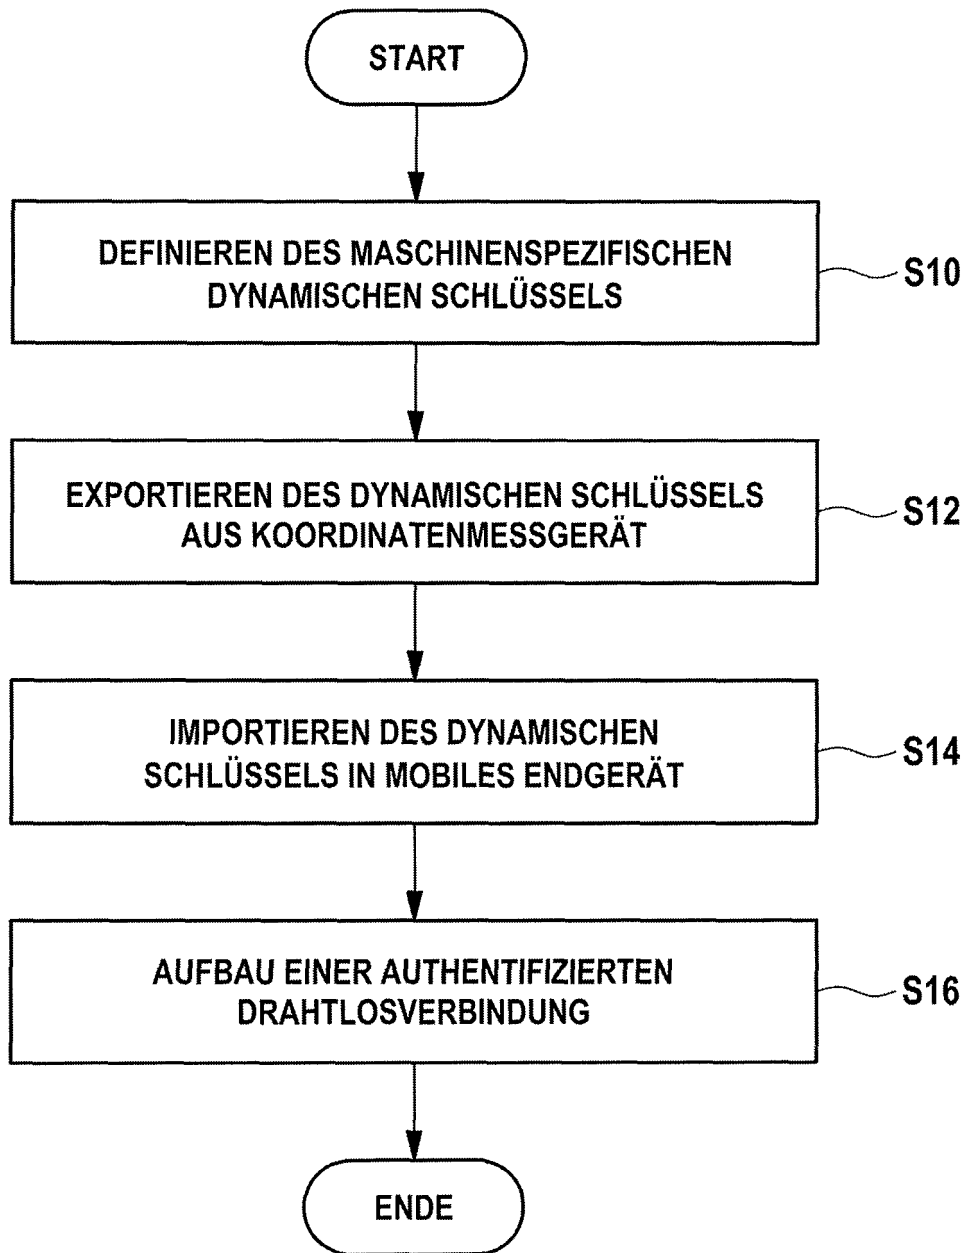 START
DEFINIEREN DES MASCHINENSPEZIFISCHEN
DYNAMISCHEN SCHLÜSSELS
S10
EXPORTIEREN DES DYNAMISCHEN SCHLÜSSELS
AUS KOORDINATENMESSGERÄT
S12
IMPORTIEREN DES DYNAMISCHEN
SCHLÜSSELS IN MOBILES ENDGERÄT
S14
AUFBAU EINER AUTHENTIFIZIERTEN
DRAHTLOSVERBINDUNG
S16
ENDE